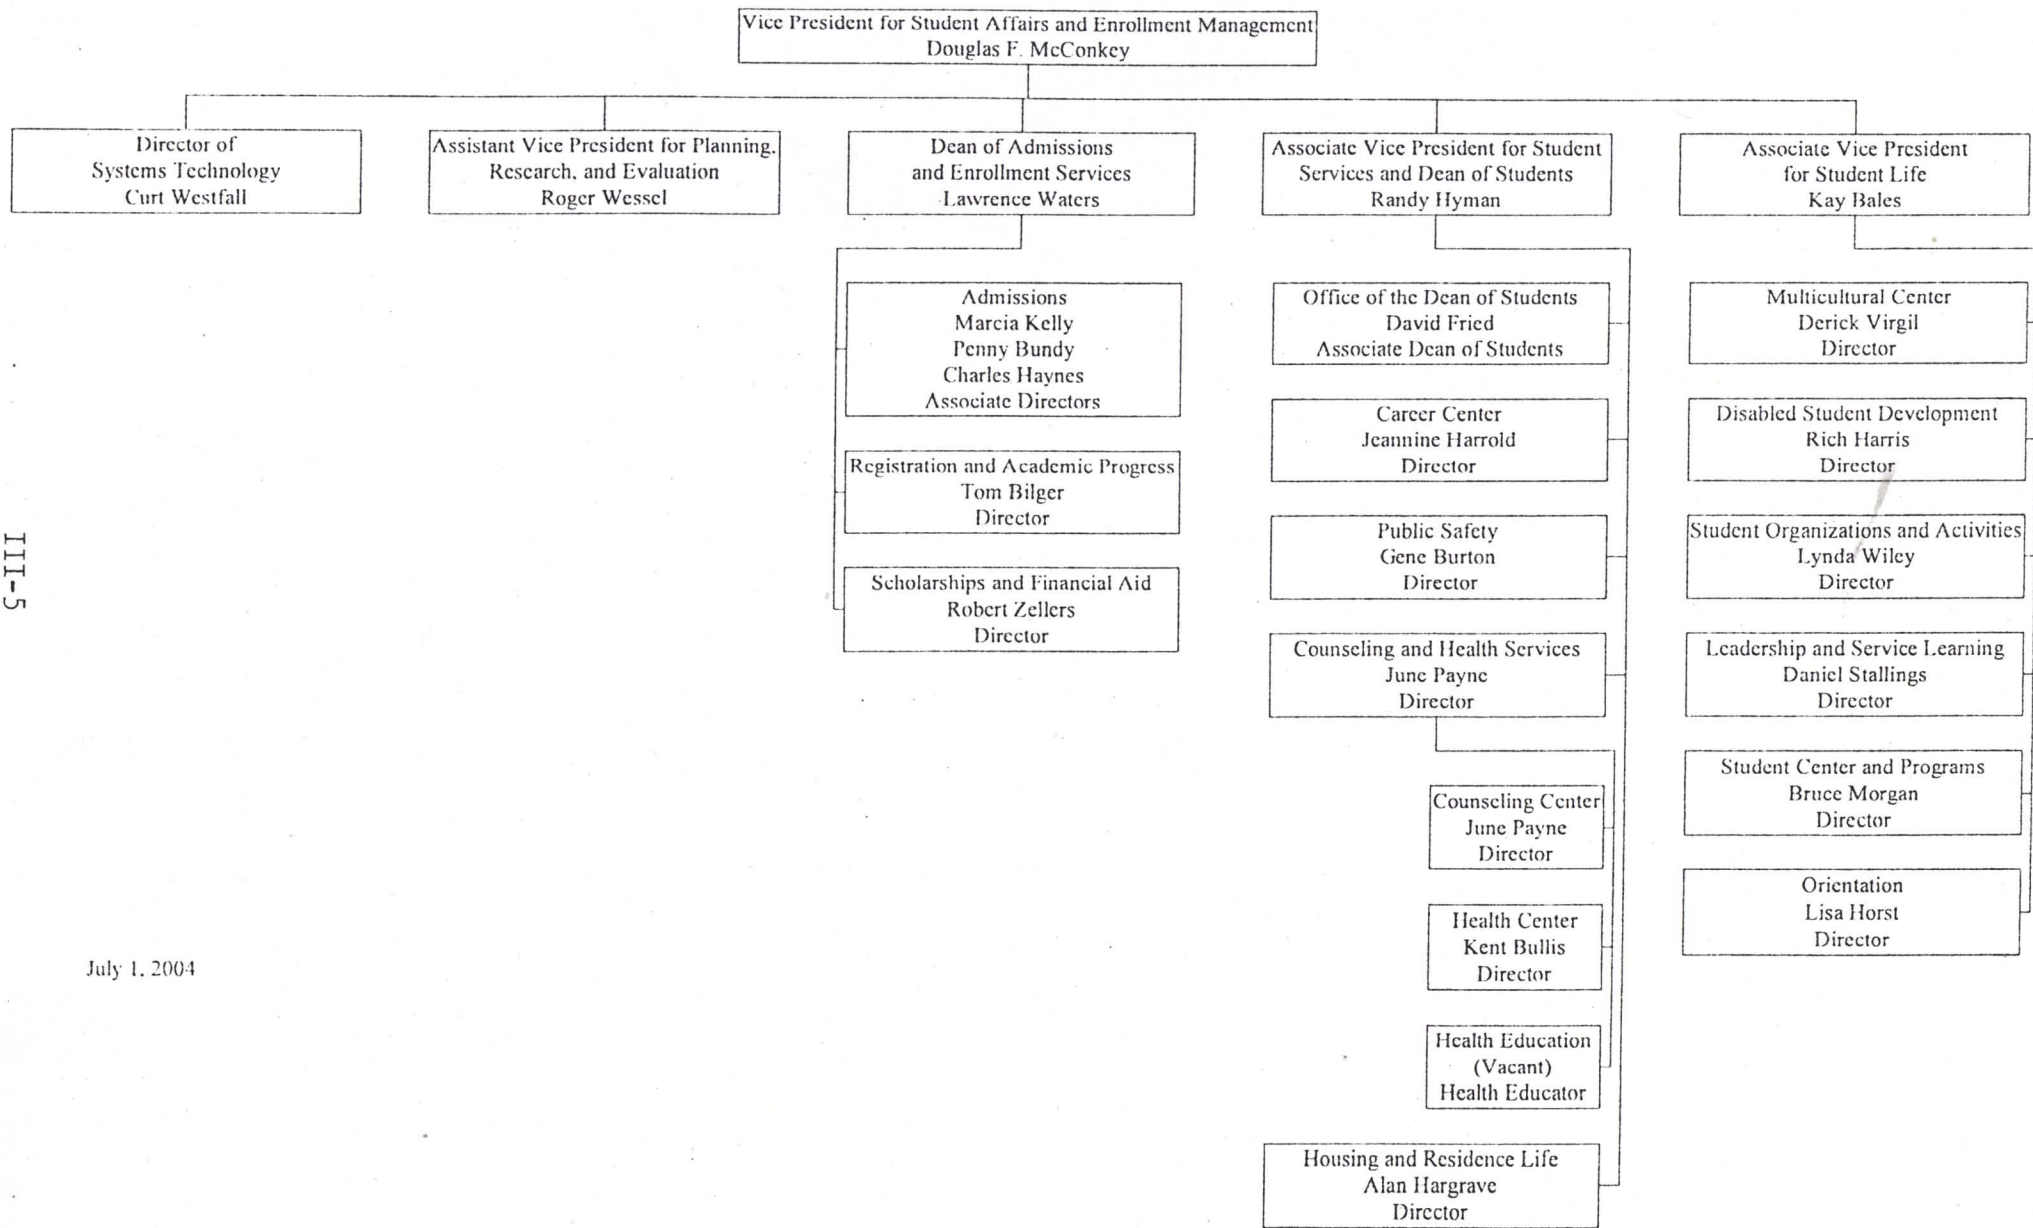 Vice President for Student Affairs and Enrollment Management
Douglas F. McConkey
Director of
Systems Technology
Curt Westfall
Assistant Vice President for Planning,
Research, and Evaluation
Roger Wessel
Dean of Admissions
and Enrollment Services
Lawrence Waters
Associate Vice President for Student
Services and Dean of Students
Randy Hyman
Associate Vice President
for Student Life
Kay Bales
Admissions
Marcia Kelly
Penny Bundy
Charles Haynes
Associate Directors
Registration and Academic Progress
Tom Bilger
Director
Scholarships and Financial Aid
Robert Zellers
Director
Office of the Dean of Students
David Fried
Associate Dean of Students
Career Center
Jeannine Harrold
Director
Public Safety
Gene Burton
Director
Counseling and Health Services
June Payne
Director
Counseling Center
June Payne
Director
Health Center
Kent Bullis
Director
Health Education
(Vacant)
Health Educator
Housing and Residence Life
Alan Hargrave
Director
Multicultural Center
Derick Virgil
Director
Disabled Student Development
Rich Harris
Director
Student Organizations and Activities
Lynda Wiley
Director
Leadership and Service Learning
Daniel Stallings
Director
Student Center and Programs
Bruce Morgan
Director
Orientation
Lisa Horst
Director
July 1, 2004
III-5